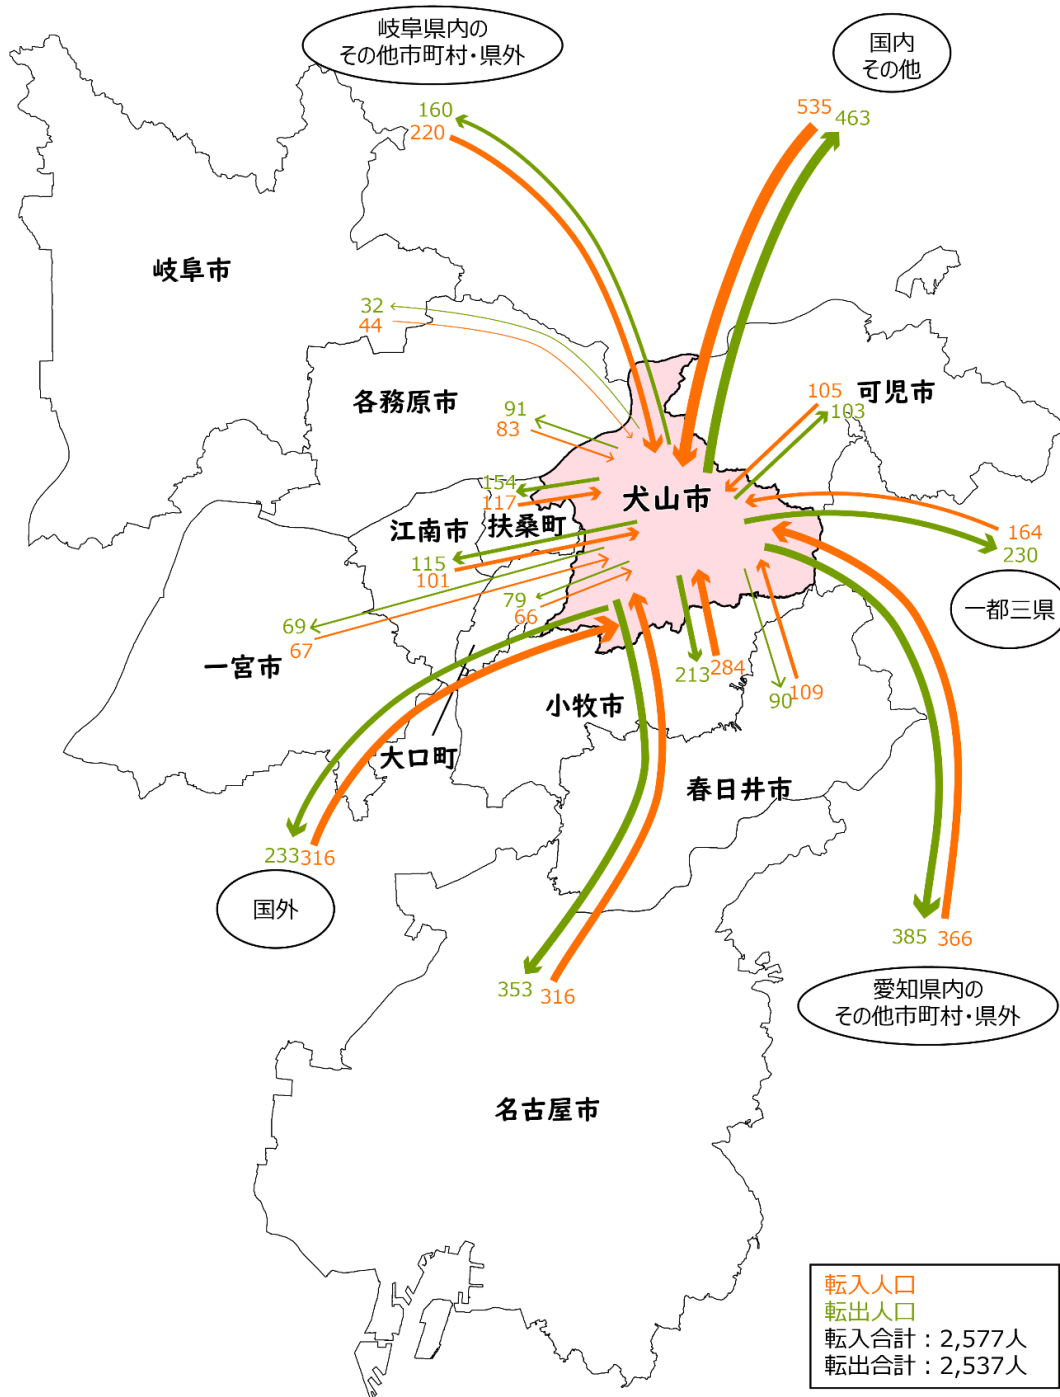 岐阜県内の
その他市町村・県外
国内
その他
160
220
535
463
岐阜市
32
44
各務原市
91
83
105
103
可児市
154
117
犬山市
江南市
扶桑町
115
101
164
230
一都三県
79
66
69
67
一宮市
213
284
90
109
小牧市
大口町
春日井市
233
316
国外
385
366
353
316
愛知県内の
その他市町村・県外
名古屋市
転入人口
転出人口
転入合計：2,577人
転出合計：2,537人